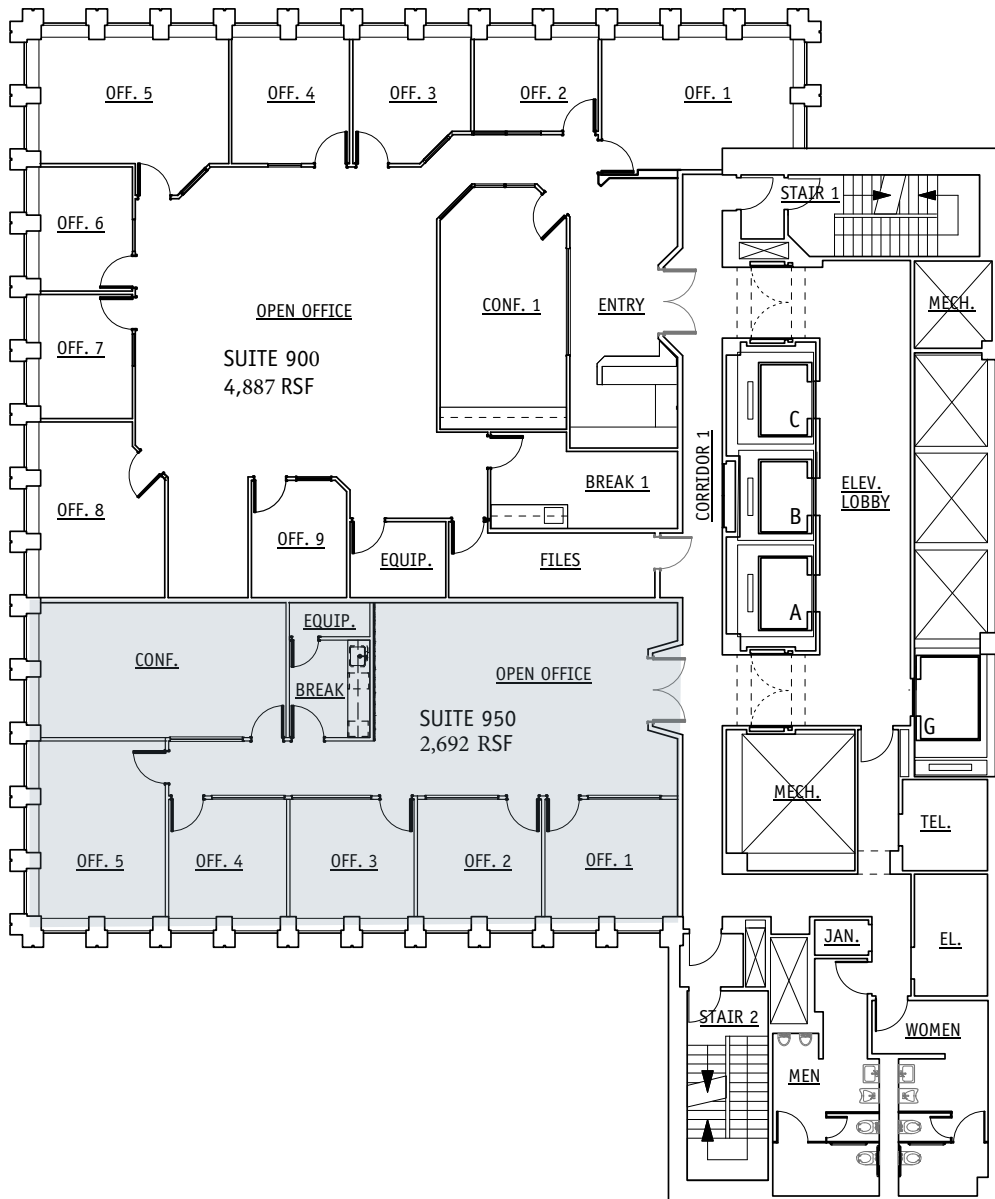 OFF. 5
OFF. 4
OFF. 3
OFF. 2
OFF. 1
STAIR 1
OFF. 6
MECH.
OPEN OFFICE
CONF. 1
ENTRY
OFF. 7
SUITE 900
4,887 RSF
C
CORRIDOR 1
BREAK 1
ELEV.
LOBBY
OFF. 8
B
OFF. 9
EQUIP.
FILES
A
EQUIP.
CONF.
OPEN OFFICE
BREAK
SUITE 950
2,692 RSF
G
MECH.
TEL.
OFF. 5
OFF. 4
OFF. 3
OFF. 2
OFF. 1
JAN.
EL.
STAIR 2
WOMEN
MEN